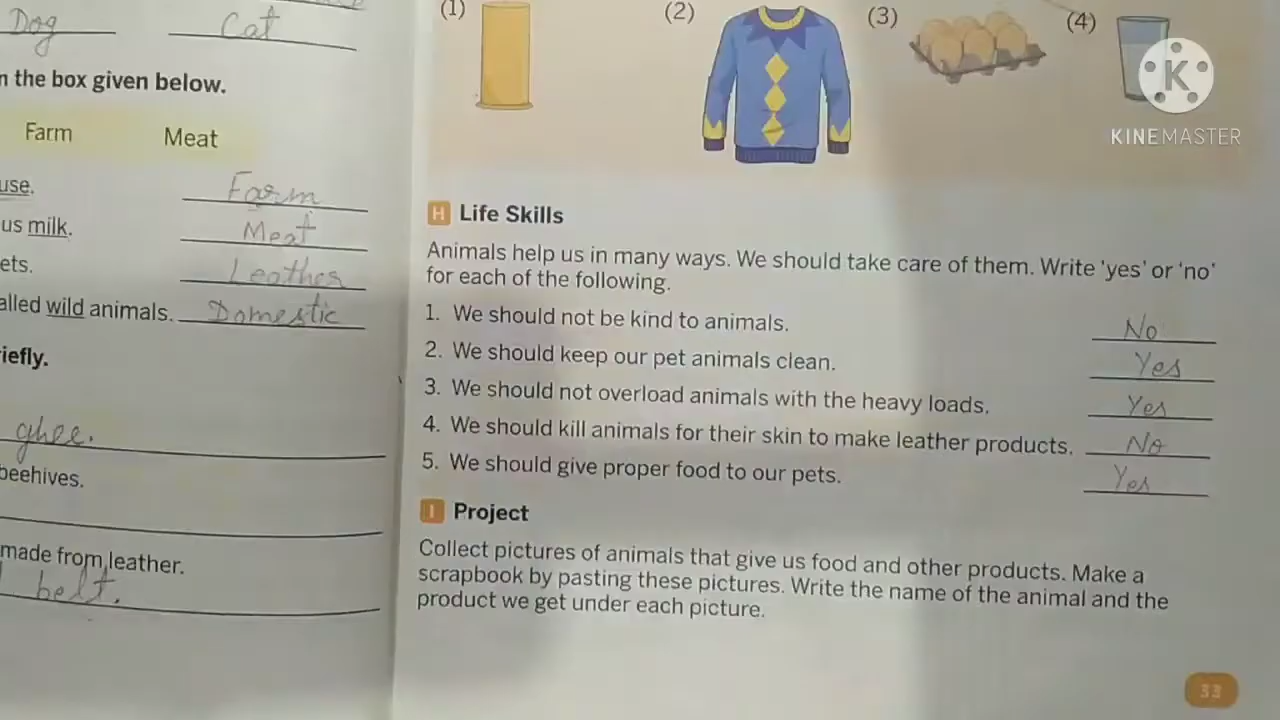 Dog Cat
n the box given below.
Farm Meat
use. Farm
us milk. Meat
ets. Leather
alled wild animals. Domestic
riefly.
ghee.
beehives.
made from leather.
belt.
(1) (2) (3) (4)
K
KINEMASTER
H Life Skills
Animals help us in many ways. We should take care of them. Write 'yes' or 'no'
for each of the following.
1. We should not be kind to animals. No
2. We should keep our pet animals clean. Yes
3. We should not overload animals with the heavy loads. Yes
4. We should kill animals for their skin to make leather products. No
5. We should give proper food to our pets. Yes
I Project
Collect pictures of animals that give us food and other products. Make a
scrapbook by pasting these pictures. Write the name of the animal and the
product we get under each picture.
33